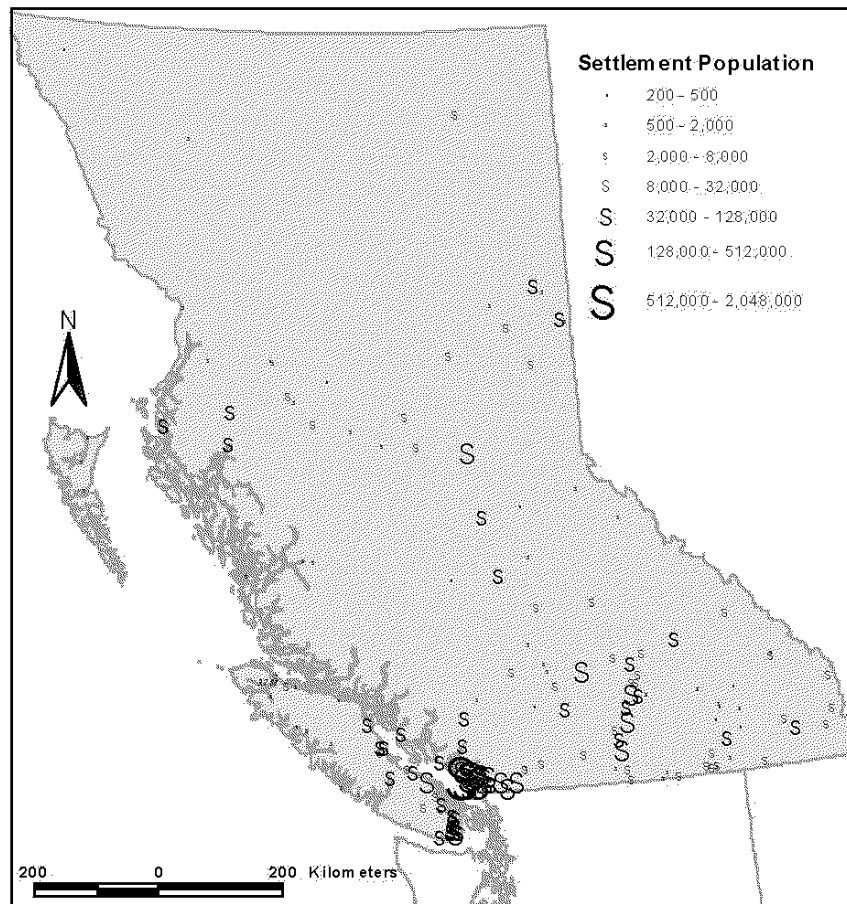 Settlement Population
200 - 500
500 - 2,000
2,000 - 8,000
8,000 - 32,000
S 32,000 - 128,000
S 128,000 - 512,000
S 512,000 - 2,048,000
N
200 0 200 Kilometers